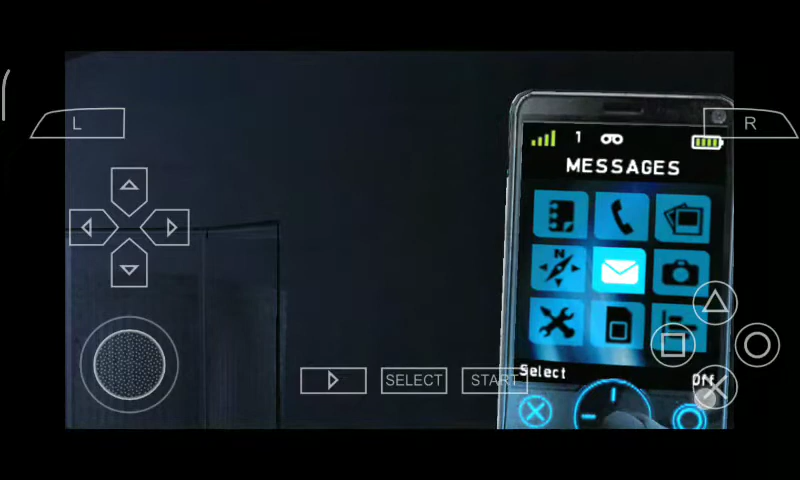 L
R
1
MESSAGES
N
SELECT
START
Select
Off